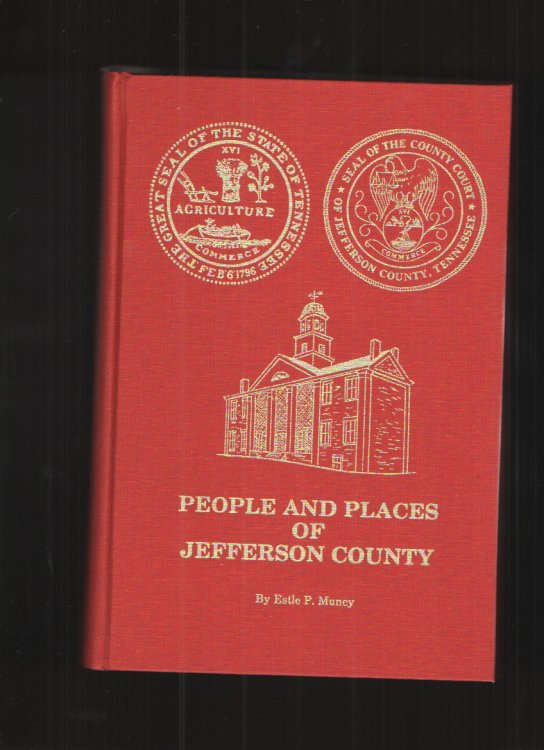 THE GREAT SEAL OF THE STATE OF TENNESSEE
XVI
AGRICULTURE
COMMERCE
FEB 6 1796
SEAL OF THE COUNTY COURT
OF JEFFERSON COUNTY, TENNESSEE
COMMERCE
PEOPLE AND PLACES
OF
JEFFERSON COUNTY
By Estle P. Muncy